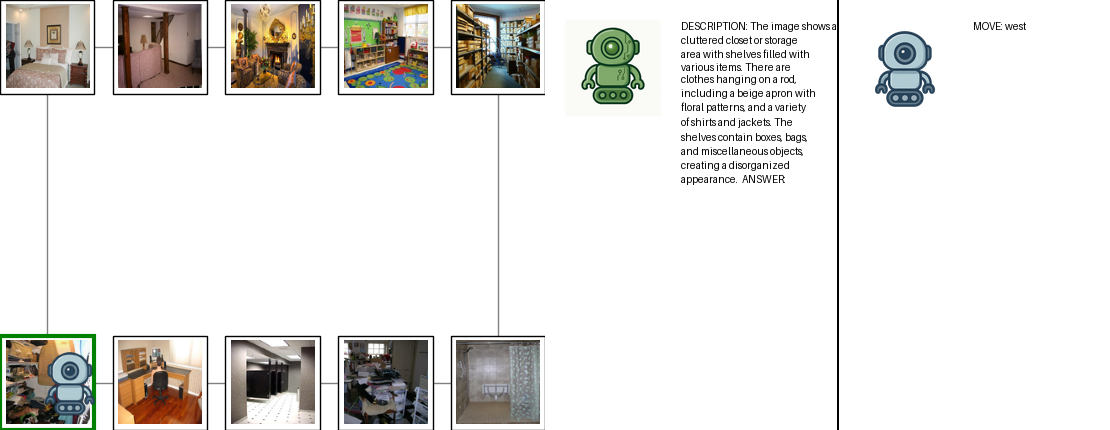 DESCRIPTION: The image shows a
cluttered closet or storage
area with shelves filled with
various items. There are
clothes hanging on a rod,
including a beige apron with
floral patterns, and a variety
of shirts and jackets. The
shelves contain boxes, bags,
and miscellaneous objects,
creating a disorganized
appearance. ANSWER:
MOVE: west